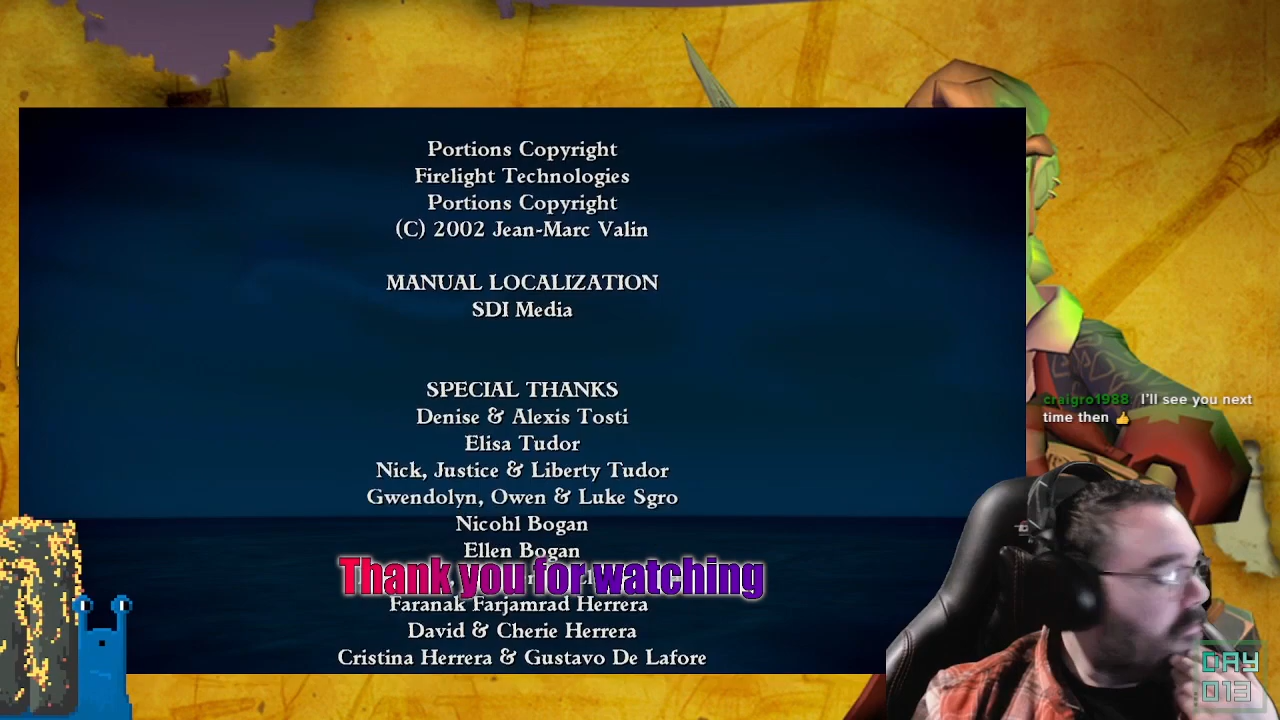 Portions Copyright
Firelight Technologies
Portions Copyright
(C) 2002 Jean-Marc Valin
MANUAL LOCALIZATION
SDI Media
SPECIAL THANKS
Denise & Alexis Tosti
Elisa Tudor
Nick, Justice & Liberty Tudor
Gwendolyn, Owen & Luke Sgro
Nicohl Bogan
Ellen Bogan
Thank you for watching
Faranak Farjamrad Herrera
David & Cherie Herrera
Cristina Herrera & Gustavo De Lafore
craigro1988 I'll see you next
time then 👍
DAY
013